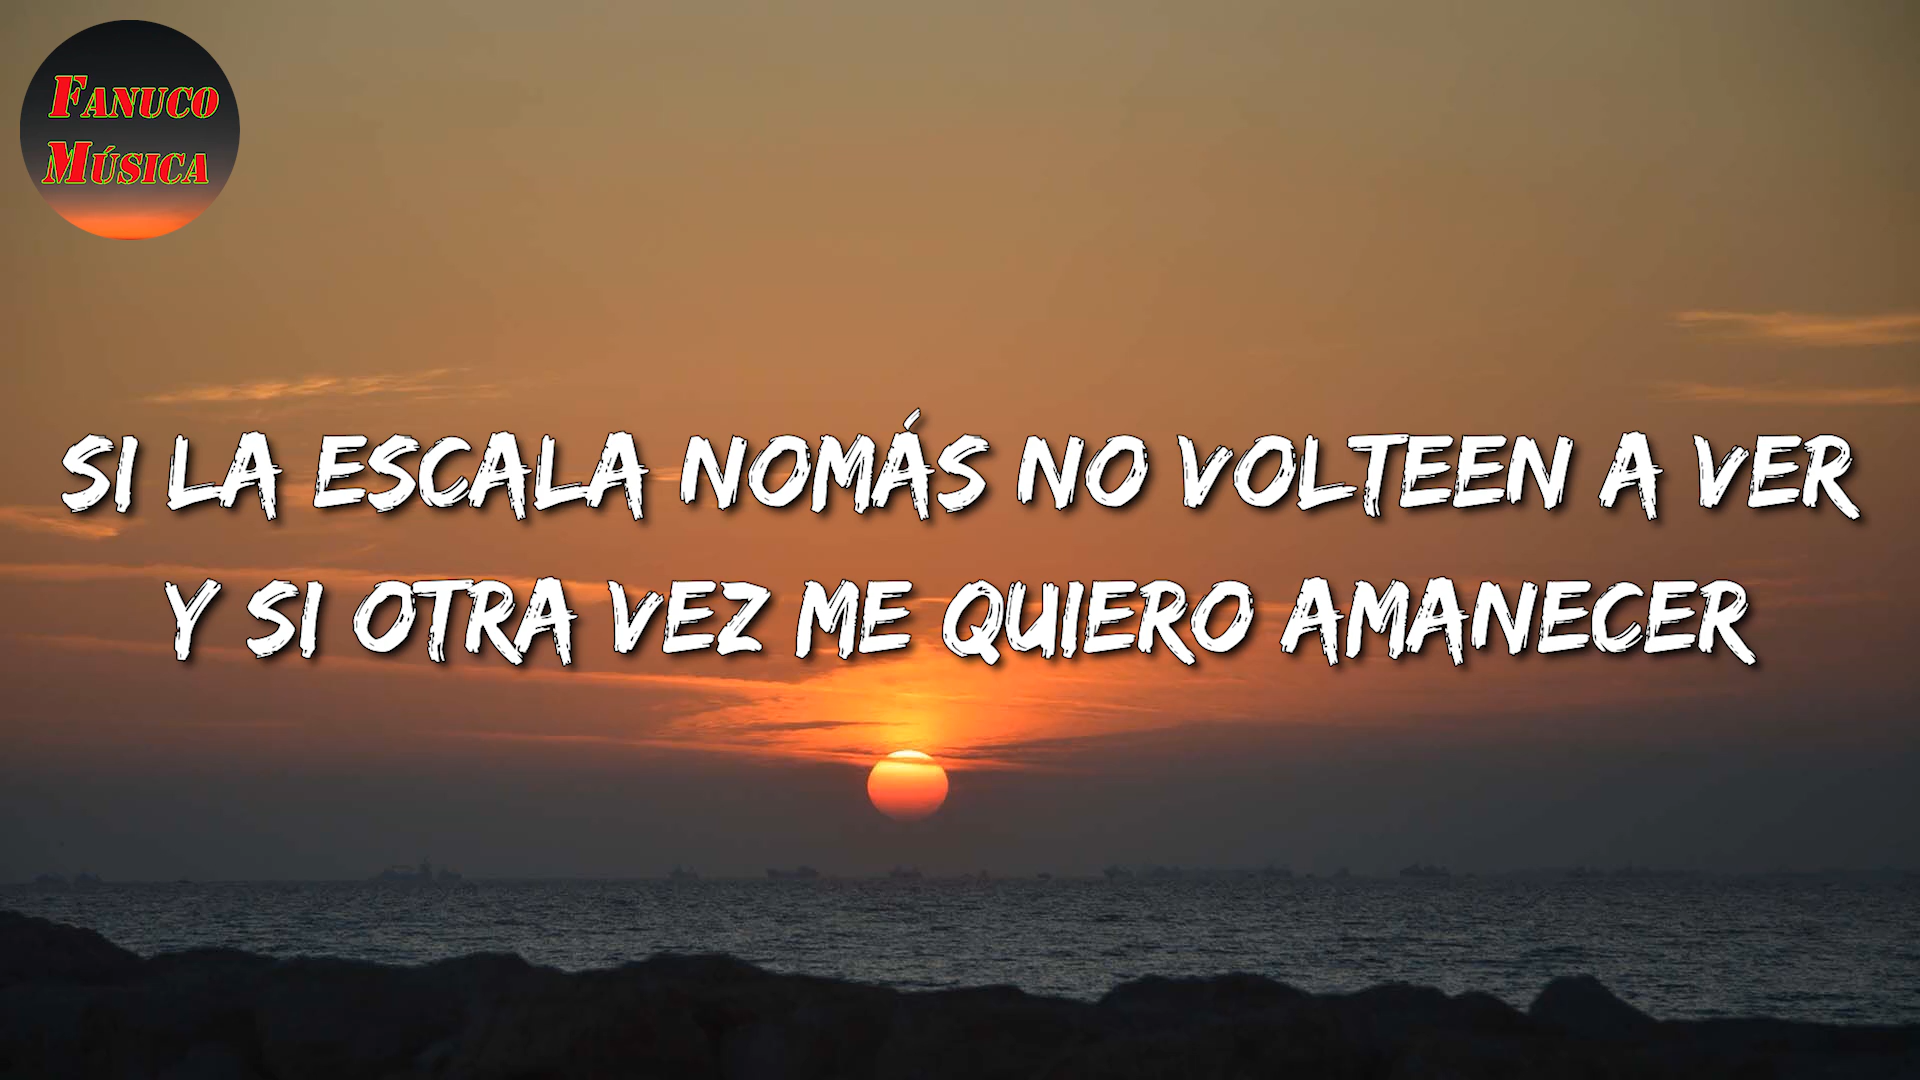 FANUCO
MÚSICA
SI LA ESCALA NOMÁS NO VOLTEEN A VER
Y SI OTRA VEZ ME QUIERO AMANECER